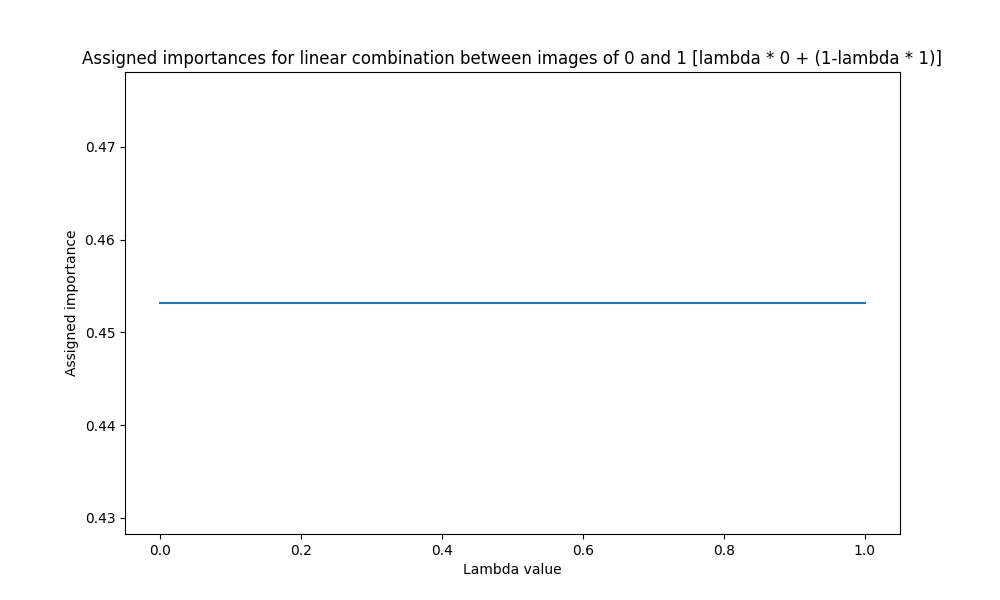 Assigned importances for linear combination between images of 0 and 1 [lambda * 0 + (1-lambda * 1)]
0.47
0.46
0.45
0.44
0.43
Assigned importance
0.0 0.2 0.4 0.6 0.8 1.0
Lambda value